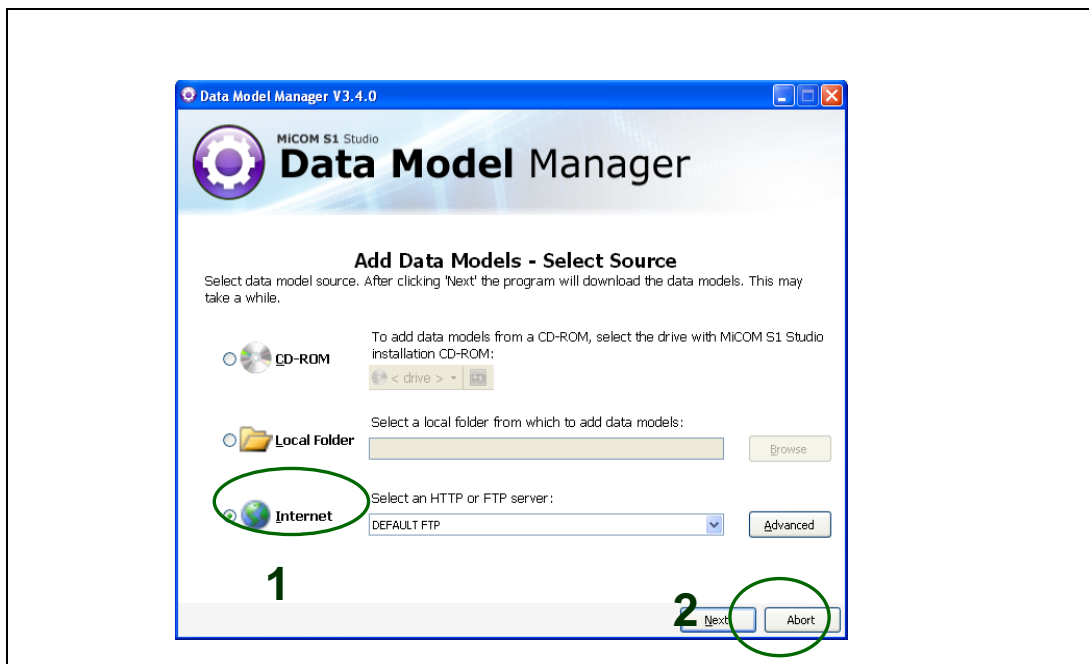 Data Model Manager V3.4.0
MiCOM S1 Studio
Data Model Manager
Add Data Models - Select Source
Select data model source. After clicking 'Next' the program will download the data models. This may
take a while.
To add data models from a CD-ROM, select the drive with MiCOM S1 Studio
installation CD-ROM:
CD-ROM
< drive >
Select a local folder from which to add data models:
Local Folder
Browse
Select an HTTP or FTP server:
Internet
DEFAULT FTP
Advanced
1
2
Next
Abort